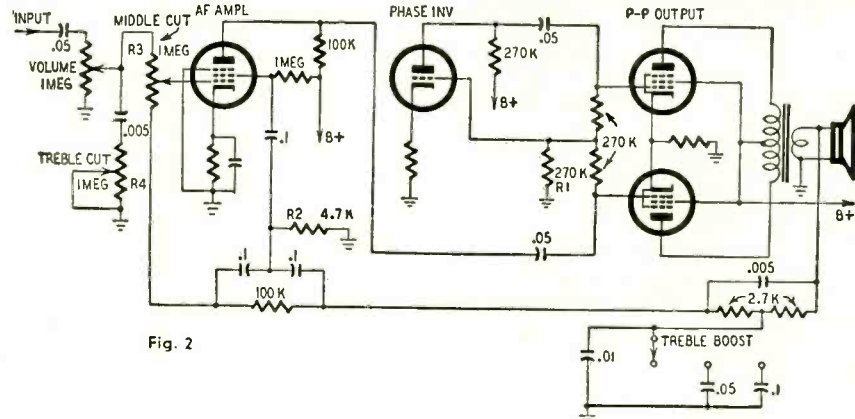 INPUT
.05
VOLUME
1MEG
MIDDLE CUT
R3
1MEG
.005
TREBLE CUT
1MEG
R4
AF AMPL
100K
1MEG
B+
.1
R2 4.7K
.1
.1
100K
PHASE INV
.05
270K
B+
270K
270K
R1
.05
P-P OUTPUT
B+
.005
2.7K
TREBLE BOOST
.01
.05
.1
Fig. 2